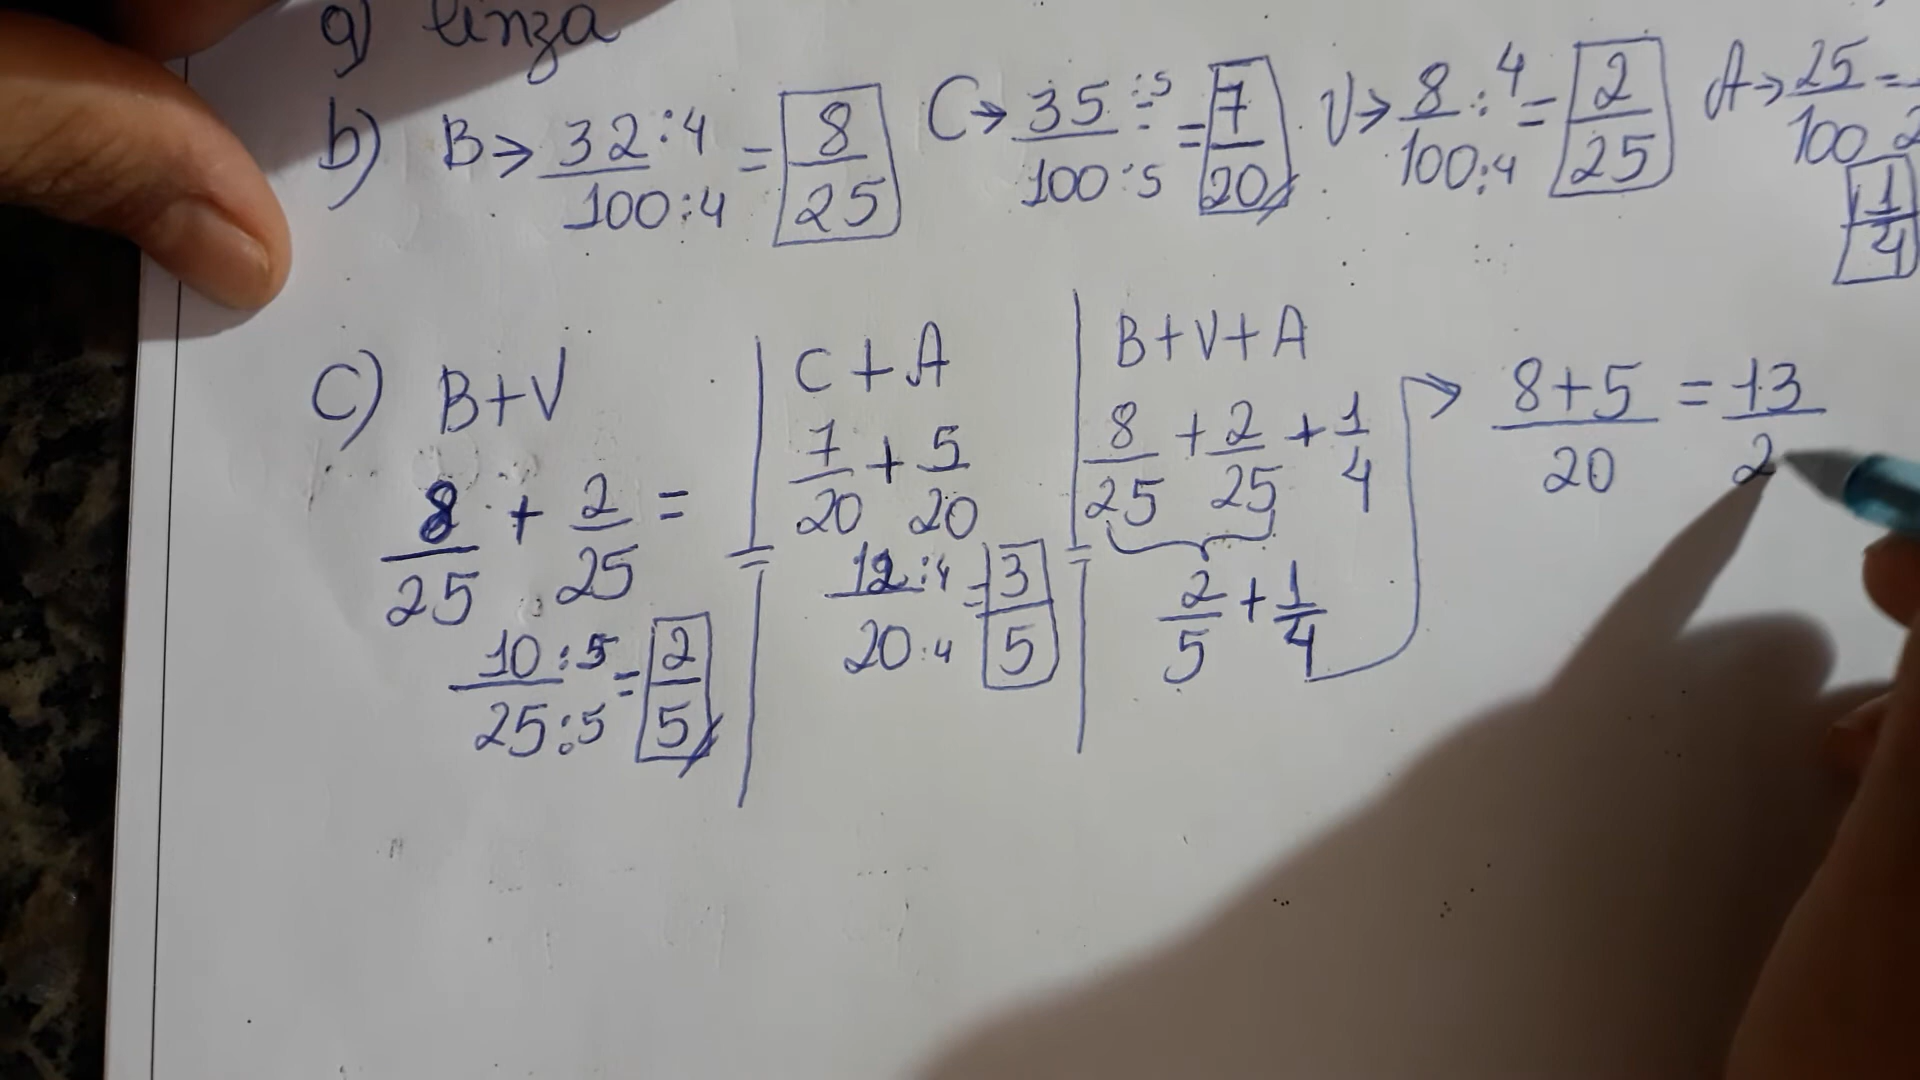 a) Cinza
b) B → 32:4/100:4 = 8/25 C → 35:5/100:5 = 7/20 V → 8:4/100:4 = 2/25 A → 25/100 = 1/4
c) B+V
8/25 + 2/25 =
10:5/25:5 = 2/5
C + A
7/20 + 5/20
12:4/20:4 = 3/5
B+V+A
8/25 + 2/25 + 1/4
2/5 + 1/4
→ 8+5/20 = 13/2